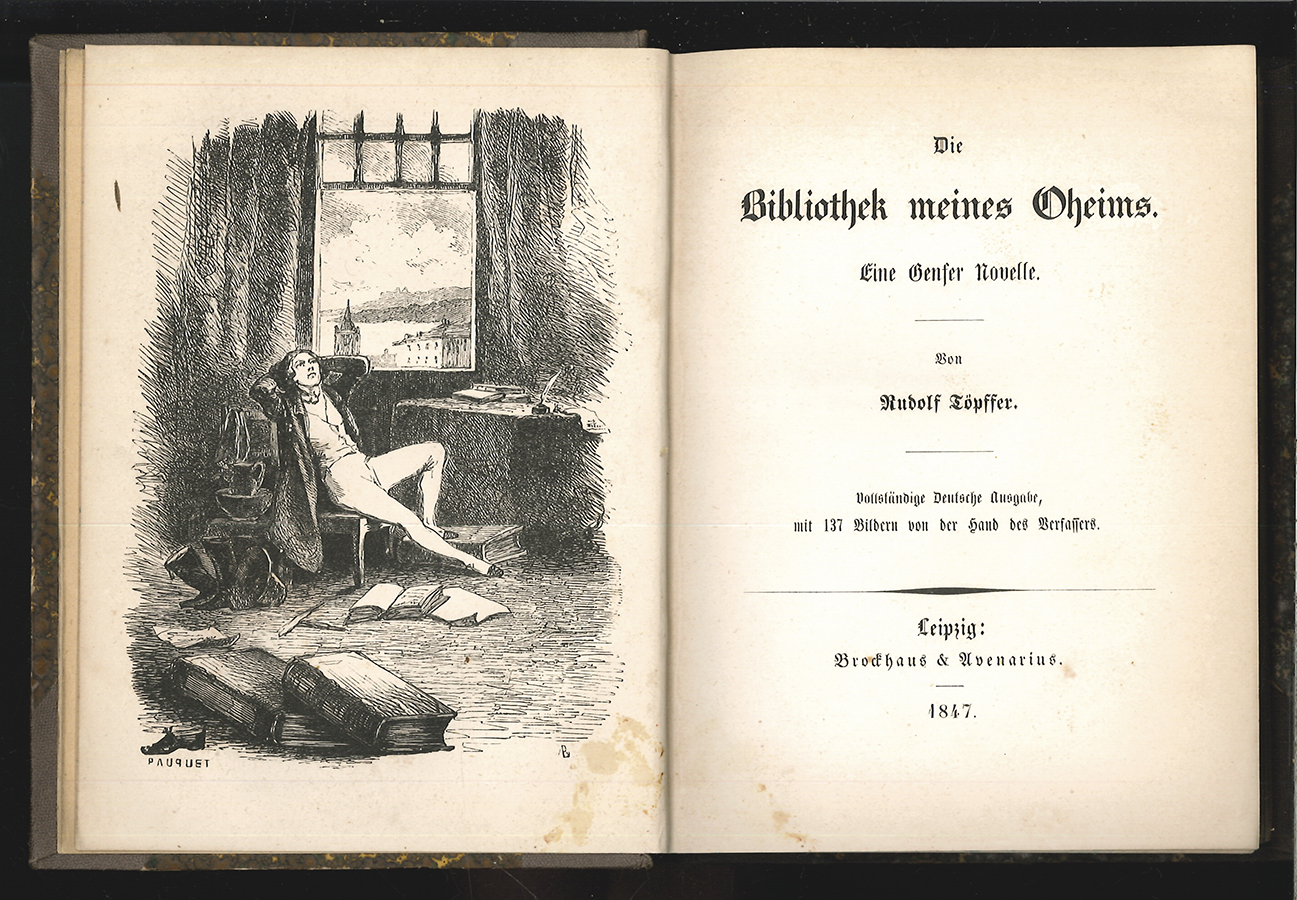 PAUQUET
Die
Bibliothek meines Oheims.
Eine Genfer Novelle.
Von
Rudolf Töpffer.
Vollständige Deutsche Ausgabe,
mit 137 Bildern von der Hand des Verfassers.
Leipzig:
Brockhaus & Avenarius.
1847.